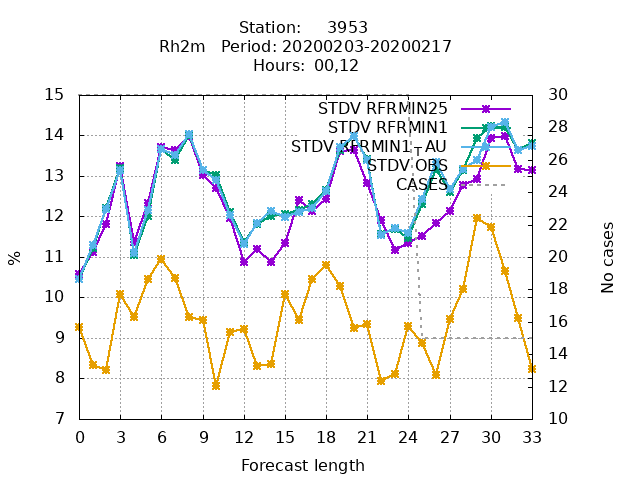 Station: 3953
Rh2m Period: 20200203-20200217
Hours: 00,12
STDV RFRMIN25
STDV RFRMIN1
STDV RFRMIN1_AU
STDV OBS
CASES
%
15
14
13
12
11
10
9
8
7
30
28
26
24
22
20
18
16
14
12
10
No cases
0 3 6 9 12 15 18 21 24 27 30 33
Forecast length